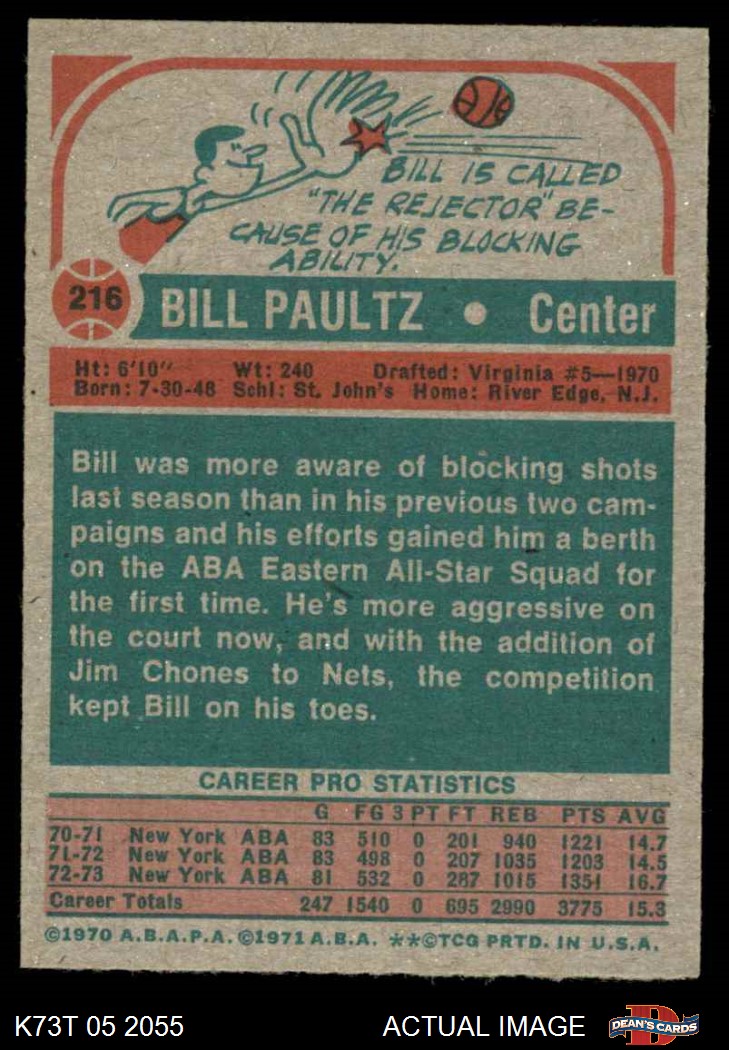 BILL IS CALLED
"THE REJECTOR" BE-
CAUSE OF HIS BLOCKING
ABILITY.
216
BILL PAULTZ • Center
Ht: 6'10" Wt: 240 Drafted: Virginia #5—1970
Born: 7-30-48 Schl: St. John's Home: River Edge, N.J.
Bill was more aware of blocking shots
last season than in his previous two cam-
paigns and his efforts gained him a berth
on the ABA Eastern All-Star Squad for
the first time. He's more aggressive on
the court now, and with the addition of
Jim Chones to Nets, the competition
kept Bill on his toes.
CAREER PRO STATISTICS
G FG 3 PT FT REB PTS AVG
70-71 New York ABA 83 510 0 201 940 1221 14.7
71-72 New York ABA 83 498 0 207 1035 1203 14.5
72-73 New York ABA 81 532 0 287 1015 1351 16.7
Career Totals 247 1540 0 695 2990 3775 15.3
©1970 A.B.A.P.A. ©1971 A.B.A. **©TCG PRTD. IN U.S.A.
K73T 05 2055 ACTUAL IMAGE DEAN'S CARDS